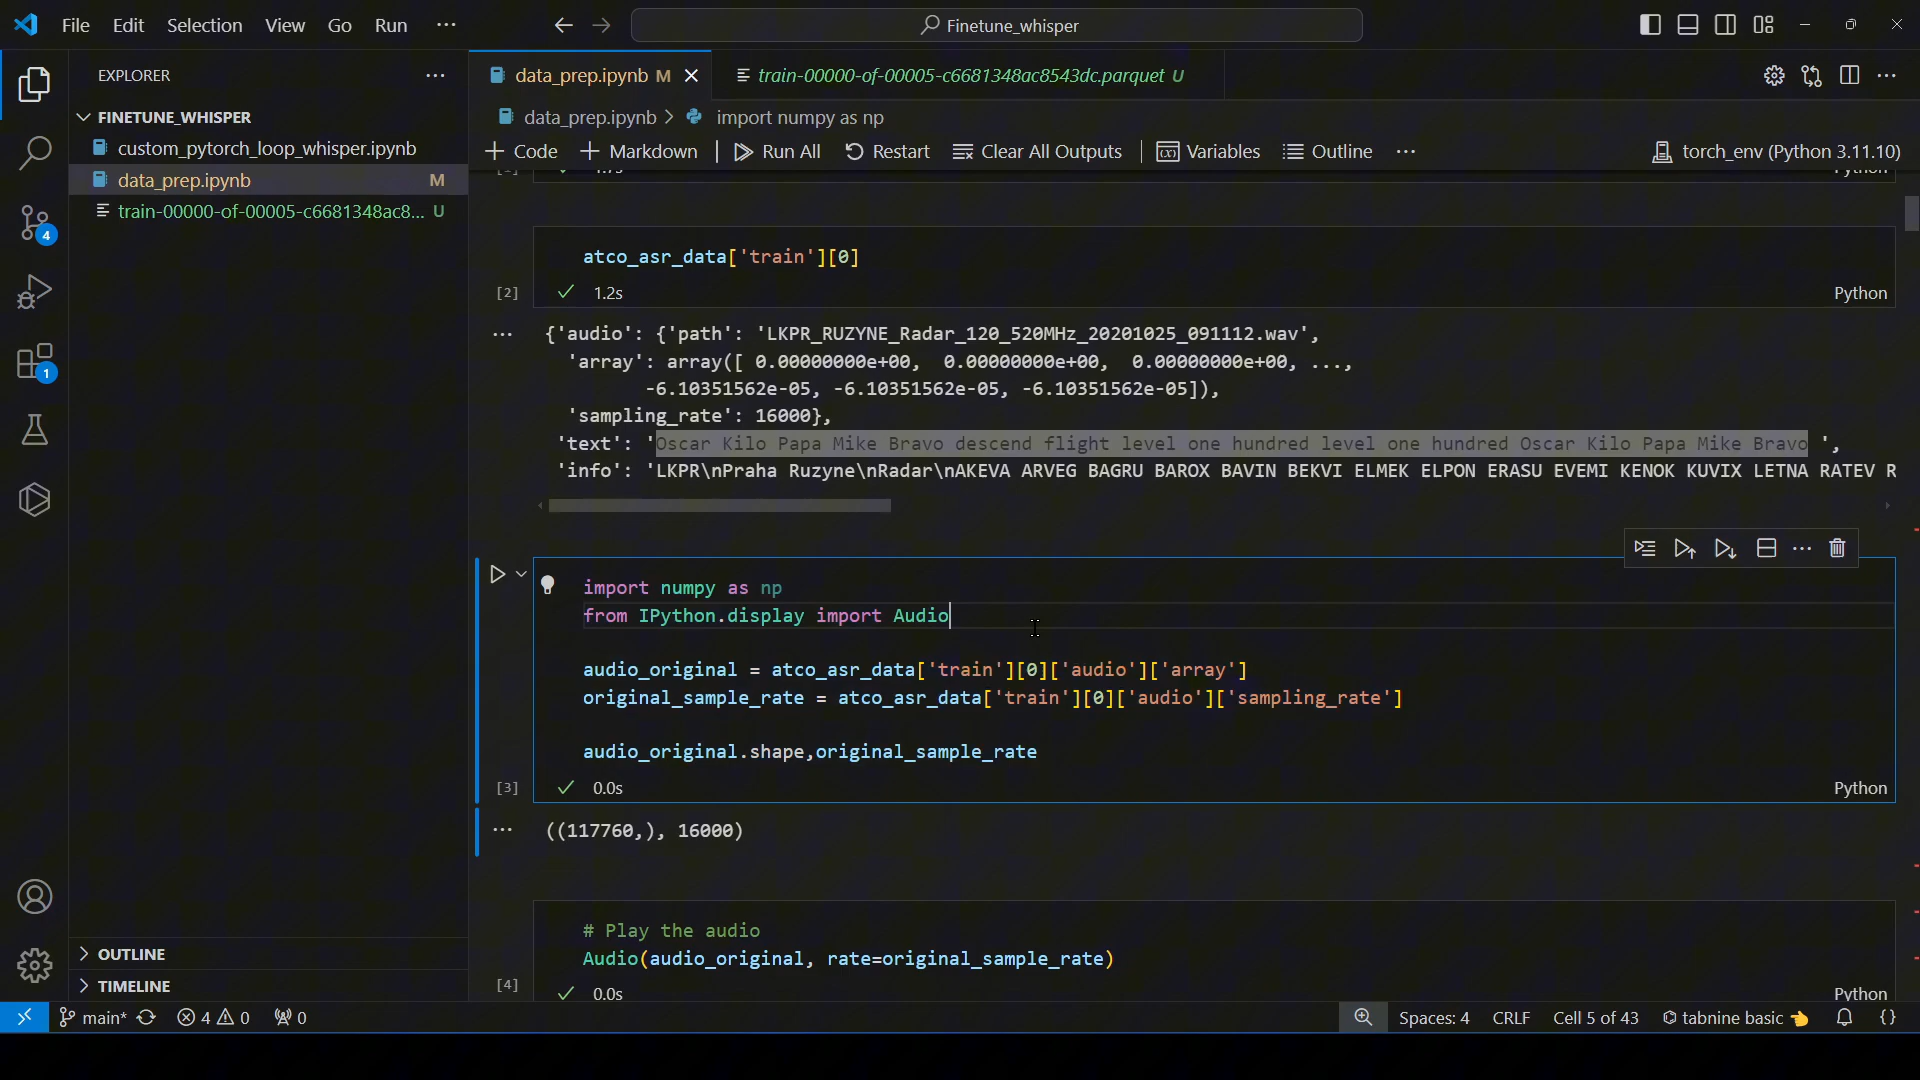 File Edit Selection View Go Run ···
Finetune_whisper
EXPLORER ···
FINETUNE_WHISPER
custom_pytorch_loop_whisper.ipynb
data_prep.ipynb M
train-00000-of-00005-c6681348ac8... U
data_prep.ipynb M
train-00000-of-00005-c6681348ac8543dc.parquet U
data_prep.ipynb > import numpy as np
+ Code + Markdown | Run All Restart Clear All Outputs | Variables Outline ···
torch_env (Python 3.11.10)
atco_asr_data['train'][0]
[2] ✓ 1.2s Python
{'audio': {'path': 'LKPR_RUZYNE_Radar_120_520MHz_20201025_091112.wav',
'array': array([ 0.00000000e+00, 0.00000000e+00, 0.00000000e+00, ...,
-6.10351562e-05, -6.10351562e-05, -6.10351562e-05]),
'sampling_rate': 16000},
'text': 'Oscar Kilo Papa Mike Bravo descend flight level one hundred level one hundred Oscar Kilo Papa Mike Bravo ',
'info': 'LKPR\nPraha Ruzyne\nRadar\nAKEVA ARVEG BAGRU BAROX BAVIN BEKVI ELMEK ELPON ERASU EVEMI KENOK KUVIX LETNA RATEV R
import numpy as np
from IPython.display import Audio
audio_original = atco_asr_data['train'][0]['audio']['array']
original_sample_rate = atco_asr_data['train'][0]['audio']['sampling_rate']
audio_original.shape,original_sample_rate
[3] ✓ 0.0s Python
((117760,), 16000)
# Play the audio
Audio(audio_original, rate=original_sample_rate)
[4] ✓ 0.0s Python
OUTLINE
TIMELINE
4
1
main* 4 0 0
Spaces: 4 CRLF Cell 5 of 43 tabnine basic {}